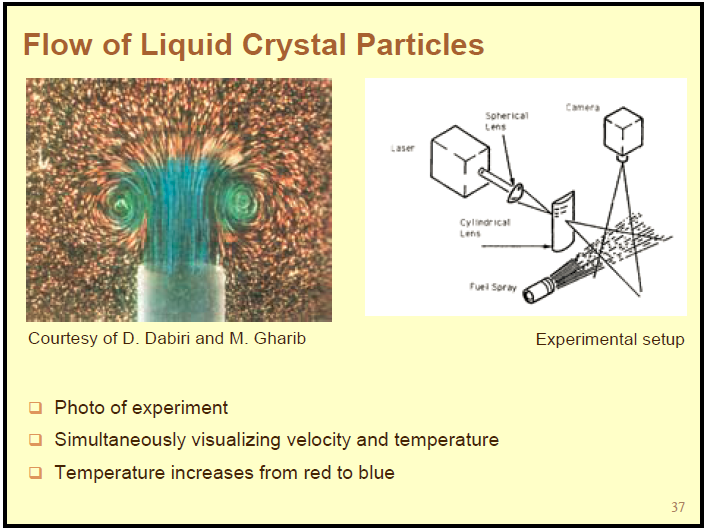 Flow of Liquid Crystal Particles
Spherical
Lens
Camera
Laser
Cylindrical
Lens
Fuel Spray
Courtesy of D. Dabiri and M. Gharib
Experimental setup
Photo of experiment
Simultaneously visualizing velocity and temperature
Temperature increases from red to blue
37